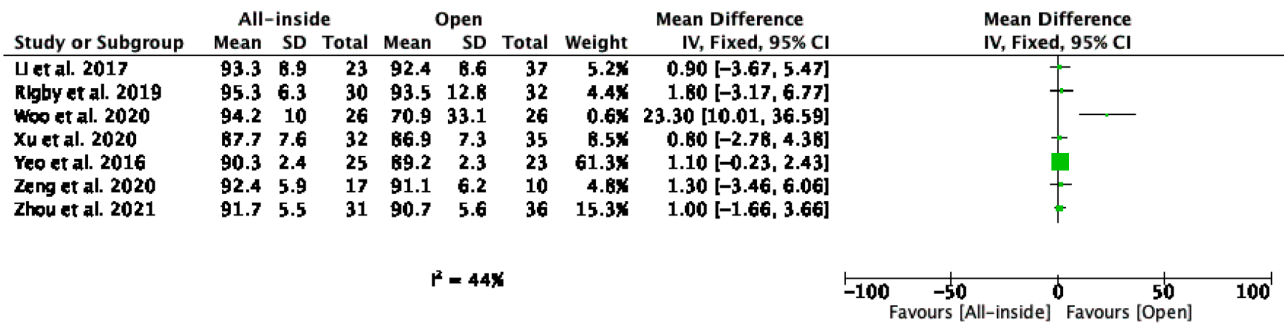 All-inside Open Mean Difference Mean Difference
Study or Subgroup Mean SD Total Mean SD Total Weight IV, Fixed, 95% CI IV, Fixed, 95% CI
Li et al. 2017 93.3 8.9 23 92.4 8.6 37 5.2% 0.90 [−3.67, 5.47]
Rigby et al. 2019 95.3 6.3 30 93.5 12.8 32 4.4% 1.80 [−3.17, 6.77]
Woo et al. 2020 94.2 10 26 70.9 33.1 26 0.6% 23.30 [10.01, 36.59]
Xu et al. 2020 87.7 7.6 32 86.9 7.3 35 8.5% 0.80 [−2.78, 4.38]
Yeo et al. 2016 90.3 2.4 25 89.2 2.3 23 61.3% 1.10 [−0.23, 2.43]
Zeng et al. 2020 92.4 5.9 17 91.1 6.2 10 4.8% 1.30 [−3.46, 6.06]
Zhou et al. 2021 91.7 5.5 31 90.7 5.6 36 15.3% 1.00 [−1.66, 3.66]
I² = 44%
−100 −50 0 50 100
Favours [All-inside] Favours [Open]